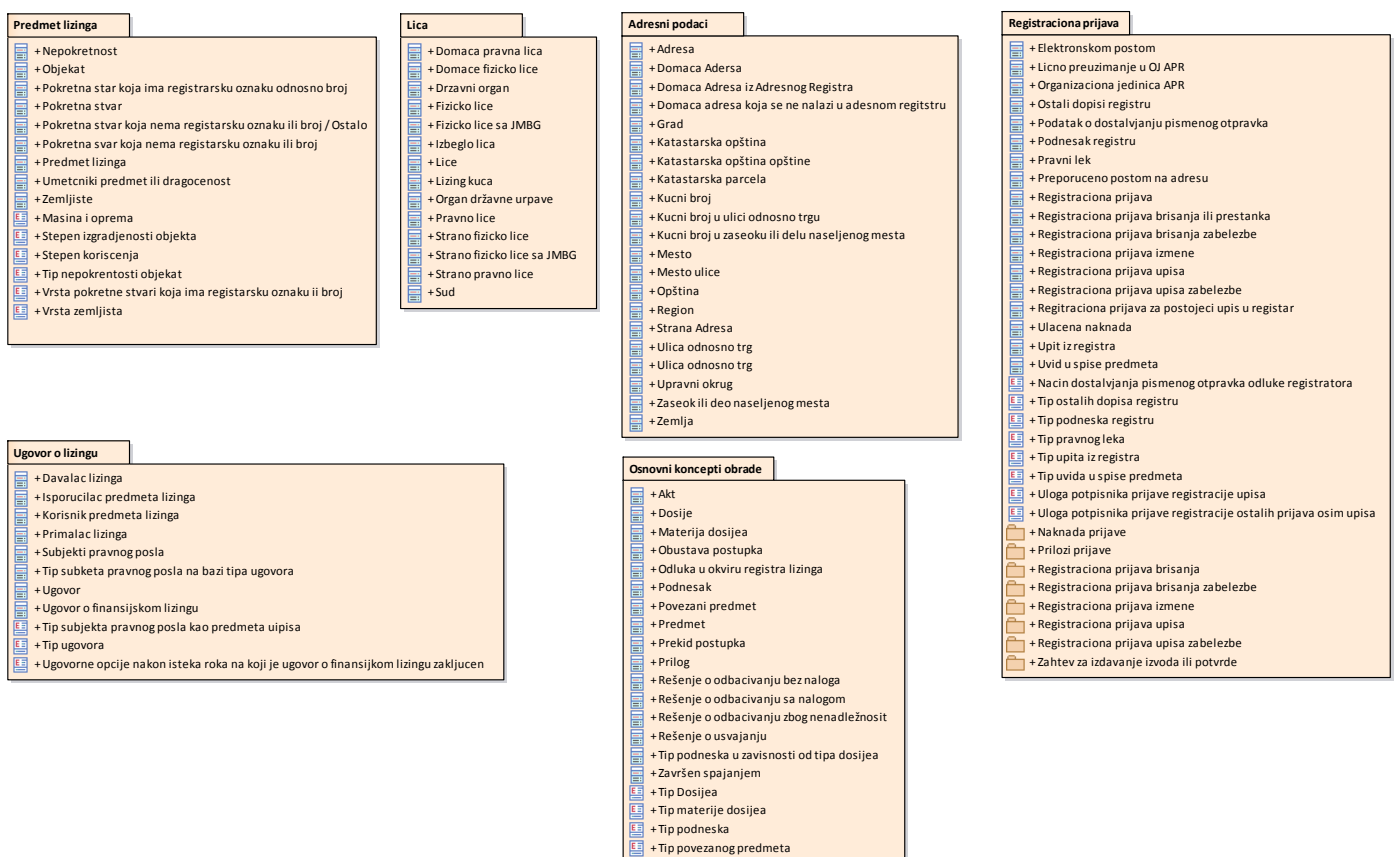 Predmet lizinga
+Nepokretnost
+Objekat
+Pokretna star koja ima registrarsku oznaku odnosno broj
+Pokretna stvar
+Pokretna stvar koja nema registarsku oznaku ili broj / Ostalo
+Pokretna svar koja nema registarsku oznaku ili broj
+Predmet lizinga
+Umetcniki predmet ili dragocenost
+Zemljiste
+Masina i oprema
+Stepen izgradjenosti objekta
+Stepen koriscenja
+Tip nepokrentosti objekat
+Vrsta pokretne stvari koja ima registarsku oznaku ii broj
+Vrsta zemljista
Lica
+Domaca pravna lica
+Domace fizicko lice
+Drzavni organ
+Fizicko lice
+Fizicko lice sa JMBG
+Izbeglo lica
+Lice
+Lizing kuca
+Organ državne urpave
+Pravno lice
+Strano fizicko lice
+Strano fizicko lice sa JMBG
+Strano pravno lice
+Sud
Adresni podaci
+Adresa
+Domaca Adersa
+Domaca Adresa iz Adresnog Registra
+Domaca adresa koja se ne nalazi u adesnom regitstru
+Grad
+Katastarska opština
+Katastarska opština opštine
+Katastarska parcela
+Kucni broj
+Kucni broj u ulici odnosno trgu
+Kucni broj u zaseoku ili delu naseljenog mesta
+Mesto
+Mesto ulice
+Opština
+Region
+Strana Adresa
+Ulica odnosno trg
+Ulica odnosno trg
+Upravni okrug
+Zaseok ili deo naseljenog mesta
+Zemlja
Registraciona prijava
+Elektronskom postom
+Licno preuzimanje u OJ APR
+Organizaciona jedinica APR
+Ostali dopisi registru
+Podatak o dostalvjanju pismenog otpravka
+Podnesak registru
+Pravni lek
+Preporuceno postom na adresu
+Registraciona prijava
+Registraciona prijava brisanja ili prestanka
+Registraciona prijava brisanja zabelezbe
+Registraciona prijava izmene
+Registraciona prijava upisa
+Registraciona prijava upisa zabelezbe
+Regitraciona prijava za postojeci upis u registar
+Ulacena naknada
+Upit iz registra
+Uvid u spise predmeta
+Nacin dostalvjanja pismenog otpravka odluke registratora
+Tip ostalih dopisa registru
+Tip podneska registru
+Tip pravnog leka
+Tip upita iz registra
+Tip uvida u spise predmeta
+Uloga potpisnika prijave registracije upisa
+Uloga potpisnika prijave registracije ostalih prijava osim upisa
+Naknada prijave
+Prilozi prijave
+Registraciona prijava brisanja
+Registraciona prijava brisanja zabelezbe
+Registraciona prijava izmene
+Registraciona prijava upisa
+Registraciona prijava upisa zabelezbe
+Zahtev za izdavanje izvoda ili potvrde
Ugovor o lizingu
+Davalac lizinga
+Isporucilac predmeta lizinga
+Korisnik predmeta lizinga
+Primalac lizinga
+Subjekti pravnog posla
+Tip subketa pravnog posla na bazi tipa ugovora
+Ugovor
+Ugovor o finansijskom lizingu
+Tip subjekta pravnog posla kao predmeta uipisa
+Tip ugovora
+Ugovorne opcije nakon isteka roka na koji je ugovor o finansijkom lizingu zakljucen
Osnovni koncepti obrade
+Akt
+Dosije
+Materija dosijea
+Obustava postupka
+Odluka u okviru registra lizinga
+Podnesak
+Povezani predmet
+Predmet
+Prekid postupka
+Prilog
+Rešenje o odbacivanju bez naloga
+Rešenje o odbacivanju sa nalogom
+Rešenje o odbacivanju zbog nenadležnosit
+Rešenje o usvajanju
+Tip podneska u zavisnosti od tipa dosijea
+Završen spajanjem
+Tip Dosijea
+Tip materije dosijea
+Tip podneska
+Tip povezanog predmeta